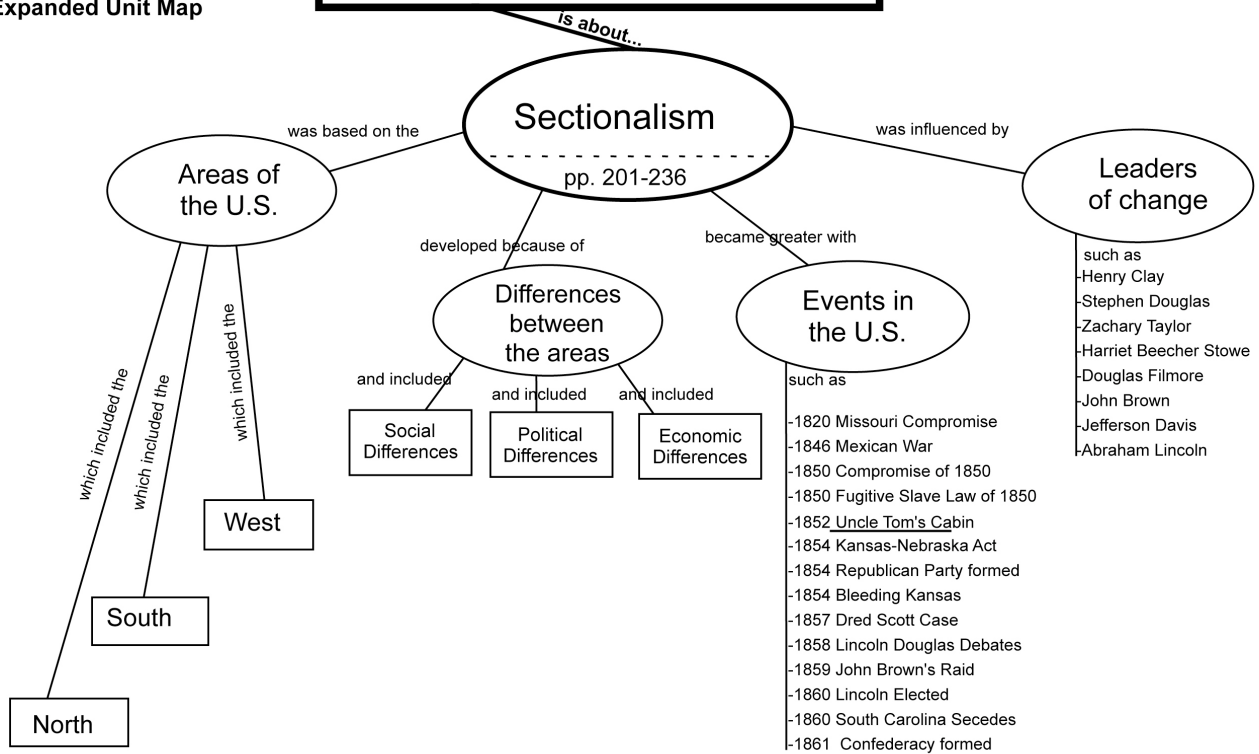 Expanded Unit Map
is about...
Sectionalism
pp. 201-236
was based on the
was influenced by
Areas of
the U.S.
Leaders
of change
developed because of
became greater with
Differences
between
the areas
Events in
the U.S.
which included the
which included the
which included the
West
South
North
and included
and included
and included
Social
Differences
Political
Differences
Economic
Differences
such as
-1820 Missouri Compromise
-1846 Mexican War
-1850 Compromise of 1850
-1850 Fugitive Slave Law of 1850
-1852 Uncle Tom's Cabin
-1854 Kansas-Nebraska Act
-1854 Republican Party formed
-1854 Bleeding Kansas
-1857 Dred Scott Case
-1858 Lincoln Douglas Debates
-1859 John Brown's Raid
-1860 Lincoln Elected
-1860 South Carolina Secedes
-1861 Confederacy formed
such as
-Henry Clay
-Stephen Douglas
-Zachary Taylor
-Harriet Beecher Stowe
-Douglas Filmore
-John Brown
-Jefferson Davis
-Abraham Lincoln